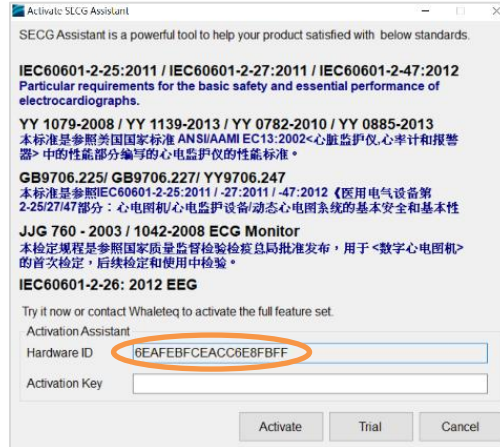 Activate SECG Assistant
SECG Assistant is a powerful tool to help your product satisfied with below standards.
IEC60601-2-25:2011 / IEC60601-2-27:2011 / IEC60601-2-47:2012
Particular requirements for the basic safety and essential performance of
electrocardiographs.
YY 1079-2008 / YY 1139-2013 / YY 0782-2010 / YY 0885-2013
本标准是参照美国国家标准 ANSI/AAMI EC13:2002<心脏监护仪,心率计和报警
器> 中的性能部分编写的心电监护仪的性能标准。
GB9706.225/ GB9706.227/ YY9706.247
本标准是参照IEC60601-2-25:2011 / -27:2011 / -47:2012《医用电气设备第
2-25/27/47部分：心电图机/心电监护设备/动态心电图系统的基本安全和基本性
JJG 760 - 2003 / 1042-2008 ECG Monitor
本检定规程是参照国家质量监督检验检疫总局批准发布，用于 <数字心电图机>
的首次检定，后续检定和使用中检验。
IEC60601-2-26: 2012 EEG
Try it now or contact Whaleteq to activate the full feature set.
Activation Assistant
Hardware ID 6EAFEBFCEACC6E8FBFF
Activation Key
Activate Trial Cancel